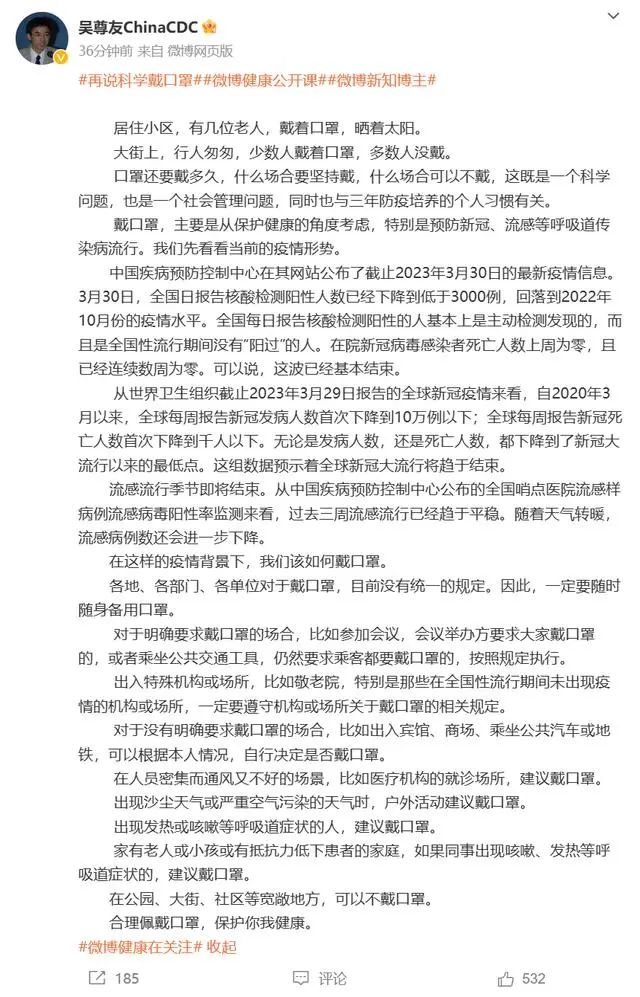 吴尊友ChinaCDC
36分钟前 来自 微博网页版
#再说科学戴口罩##微博健康公开课##微博新知博主#
居住小区，有几位老人，戴着口罩，晒着太阳。
大街上，行人匆匆，少数人戴着口罩，多数人没戴。
口罩还要戴多久，什么场合要坚持戴，什么场合可以不戴，这既是一个科学
问题，也是一个社会管理问题，同时也与三年防疫培养的个人习惯有关。
戴口罩，主要是从保护健康的角度考虑，特别是预防新冠、流感等呼吸道传
染病流行。我们先看看当前的疫情形势。
中国疾病预防控制中心在其网站公布了截止2023年3月30日的最新疫情信息。
3月30日，全国日报告核酸检测阳性人数已经下降到低于3000例，回落到2022年
10月份的疫情水平。全国每日报告核酸检测阳性的人基本上是主动检测发现的，而
且是全国性流行期间没有“阳过”的人。在院新冠病毒感染者死亡人数上周为零，且
已经连续数周为零。可以说，这波已经基本结束。
从世界卫生组织截止2023年3月29日报告的全球新冠疫情来看，自2020年3
月以来，全球每周报告新冠发病人数首次下降到10万例以下；全球每周报告新冠死
亡人数首次下降到千人以下。无论是发病人数，还是死亡人数，都下降到了新冠大
流行以来的最低点。这组数据预示着全球新冠大流行将趋于结束。
流感流行季节即将结束。从中国疾病预防控制中心公布的全国哨点医院流感样
病例流感病毒阳性率监测来看，过去三周流感流行已经趋于平稳。随着天气转暖，
流感病例数还会进一步下降。
在这样的疫情背景下，我们该如何戴口罩。
各地、各部门、各单位对于戴口罩，目前没有统一的规定。因此，一定要随时
随身备用口罩。
对于明确要求戴口罩的场合，比如参加会议，会议举办方要求大家戴口罩
的，或者乘坐公共交通工具，仍然要求乘客都要戴口罩的，按照规定执行。
出入特殊机构或场所，比如敬老院，特别是那些在全国性流行期间未出现疫
情的机构或场所，一定要遵守机构或场所关于戴口罩的相关规定。
对于没有明确要求戴口罩的场合，比如出入宾馆、商场、乘坐公共汽车或地
铁，可以根据本人情况，自行决定是否戴口罩。
在人员密集而通风又不好的场景，比如医疗机构的就诊场所，建议戴口罩。
出现沙尘天气或严重空气污染的天气时，户外活动建议戴口罩。
出现发热或咳嗽等呼吸道症状的人，建议戴口罩。
家有老人或小孩或有抵抗力低下患者的家庭，如果同事出现咳嗽、发热等呼
吸道症状的，建议戴口罩。
在公园、大街、社区等宽敞地方，可以不戴口罩。
合理佩戴口罩，保护你我健康。
#微博健康在关注# 收起
185 评论 532